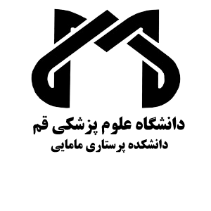 دانشگاه علوم پزشکی قم
دانشکده پرستاری مامایی